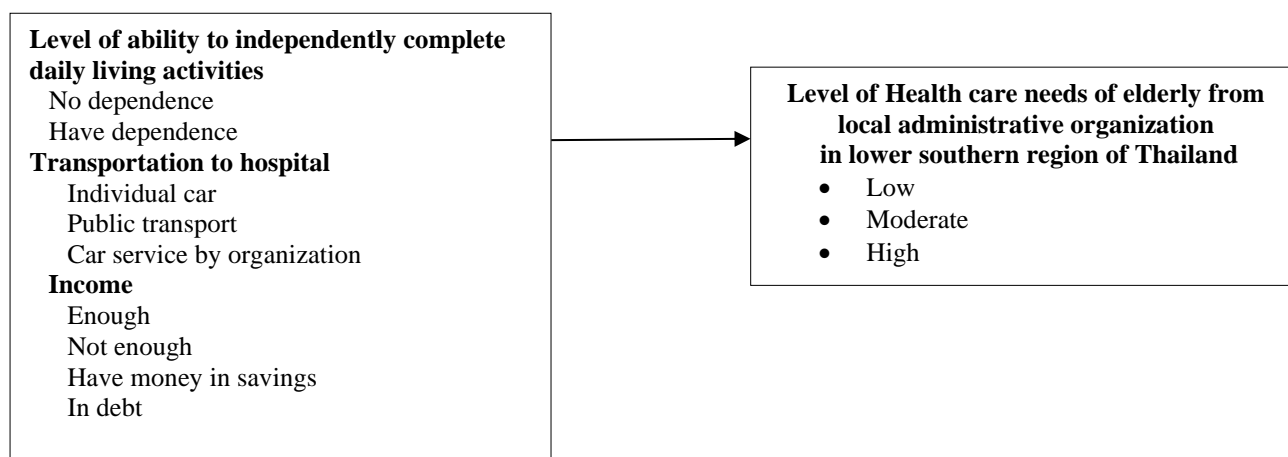 Level of ability to independently complete
daily living activities
No dependence
Have dependence
Transportation to hospital
Individual car
Public transport
Car service by organization
Income
Enough
Not enough
Have money in savings
In debt
Level of Health care needs of elderly from
local administrative organization
in lower southern region of Thailand
• Low
• Moderate
• High